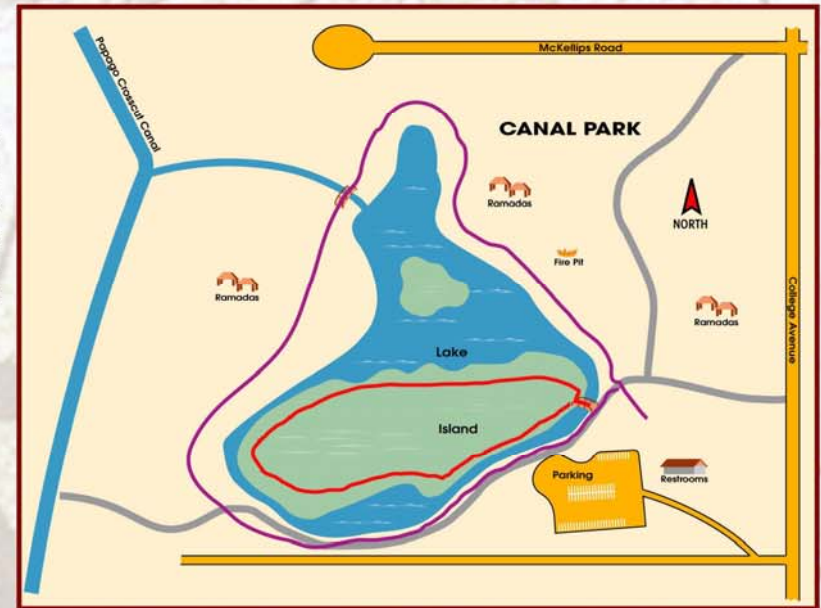 McKellips Road
Papago Crosscut Canal
CANAL PARK
Ramadas
NORTH
Fire Pit
Ramadas
Ramadas
College Avenue
Lake
Island
Parking
Restrooms